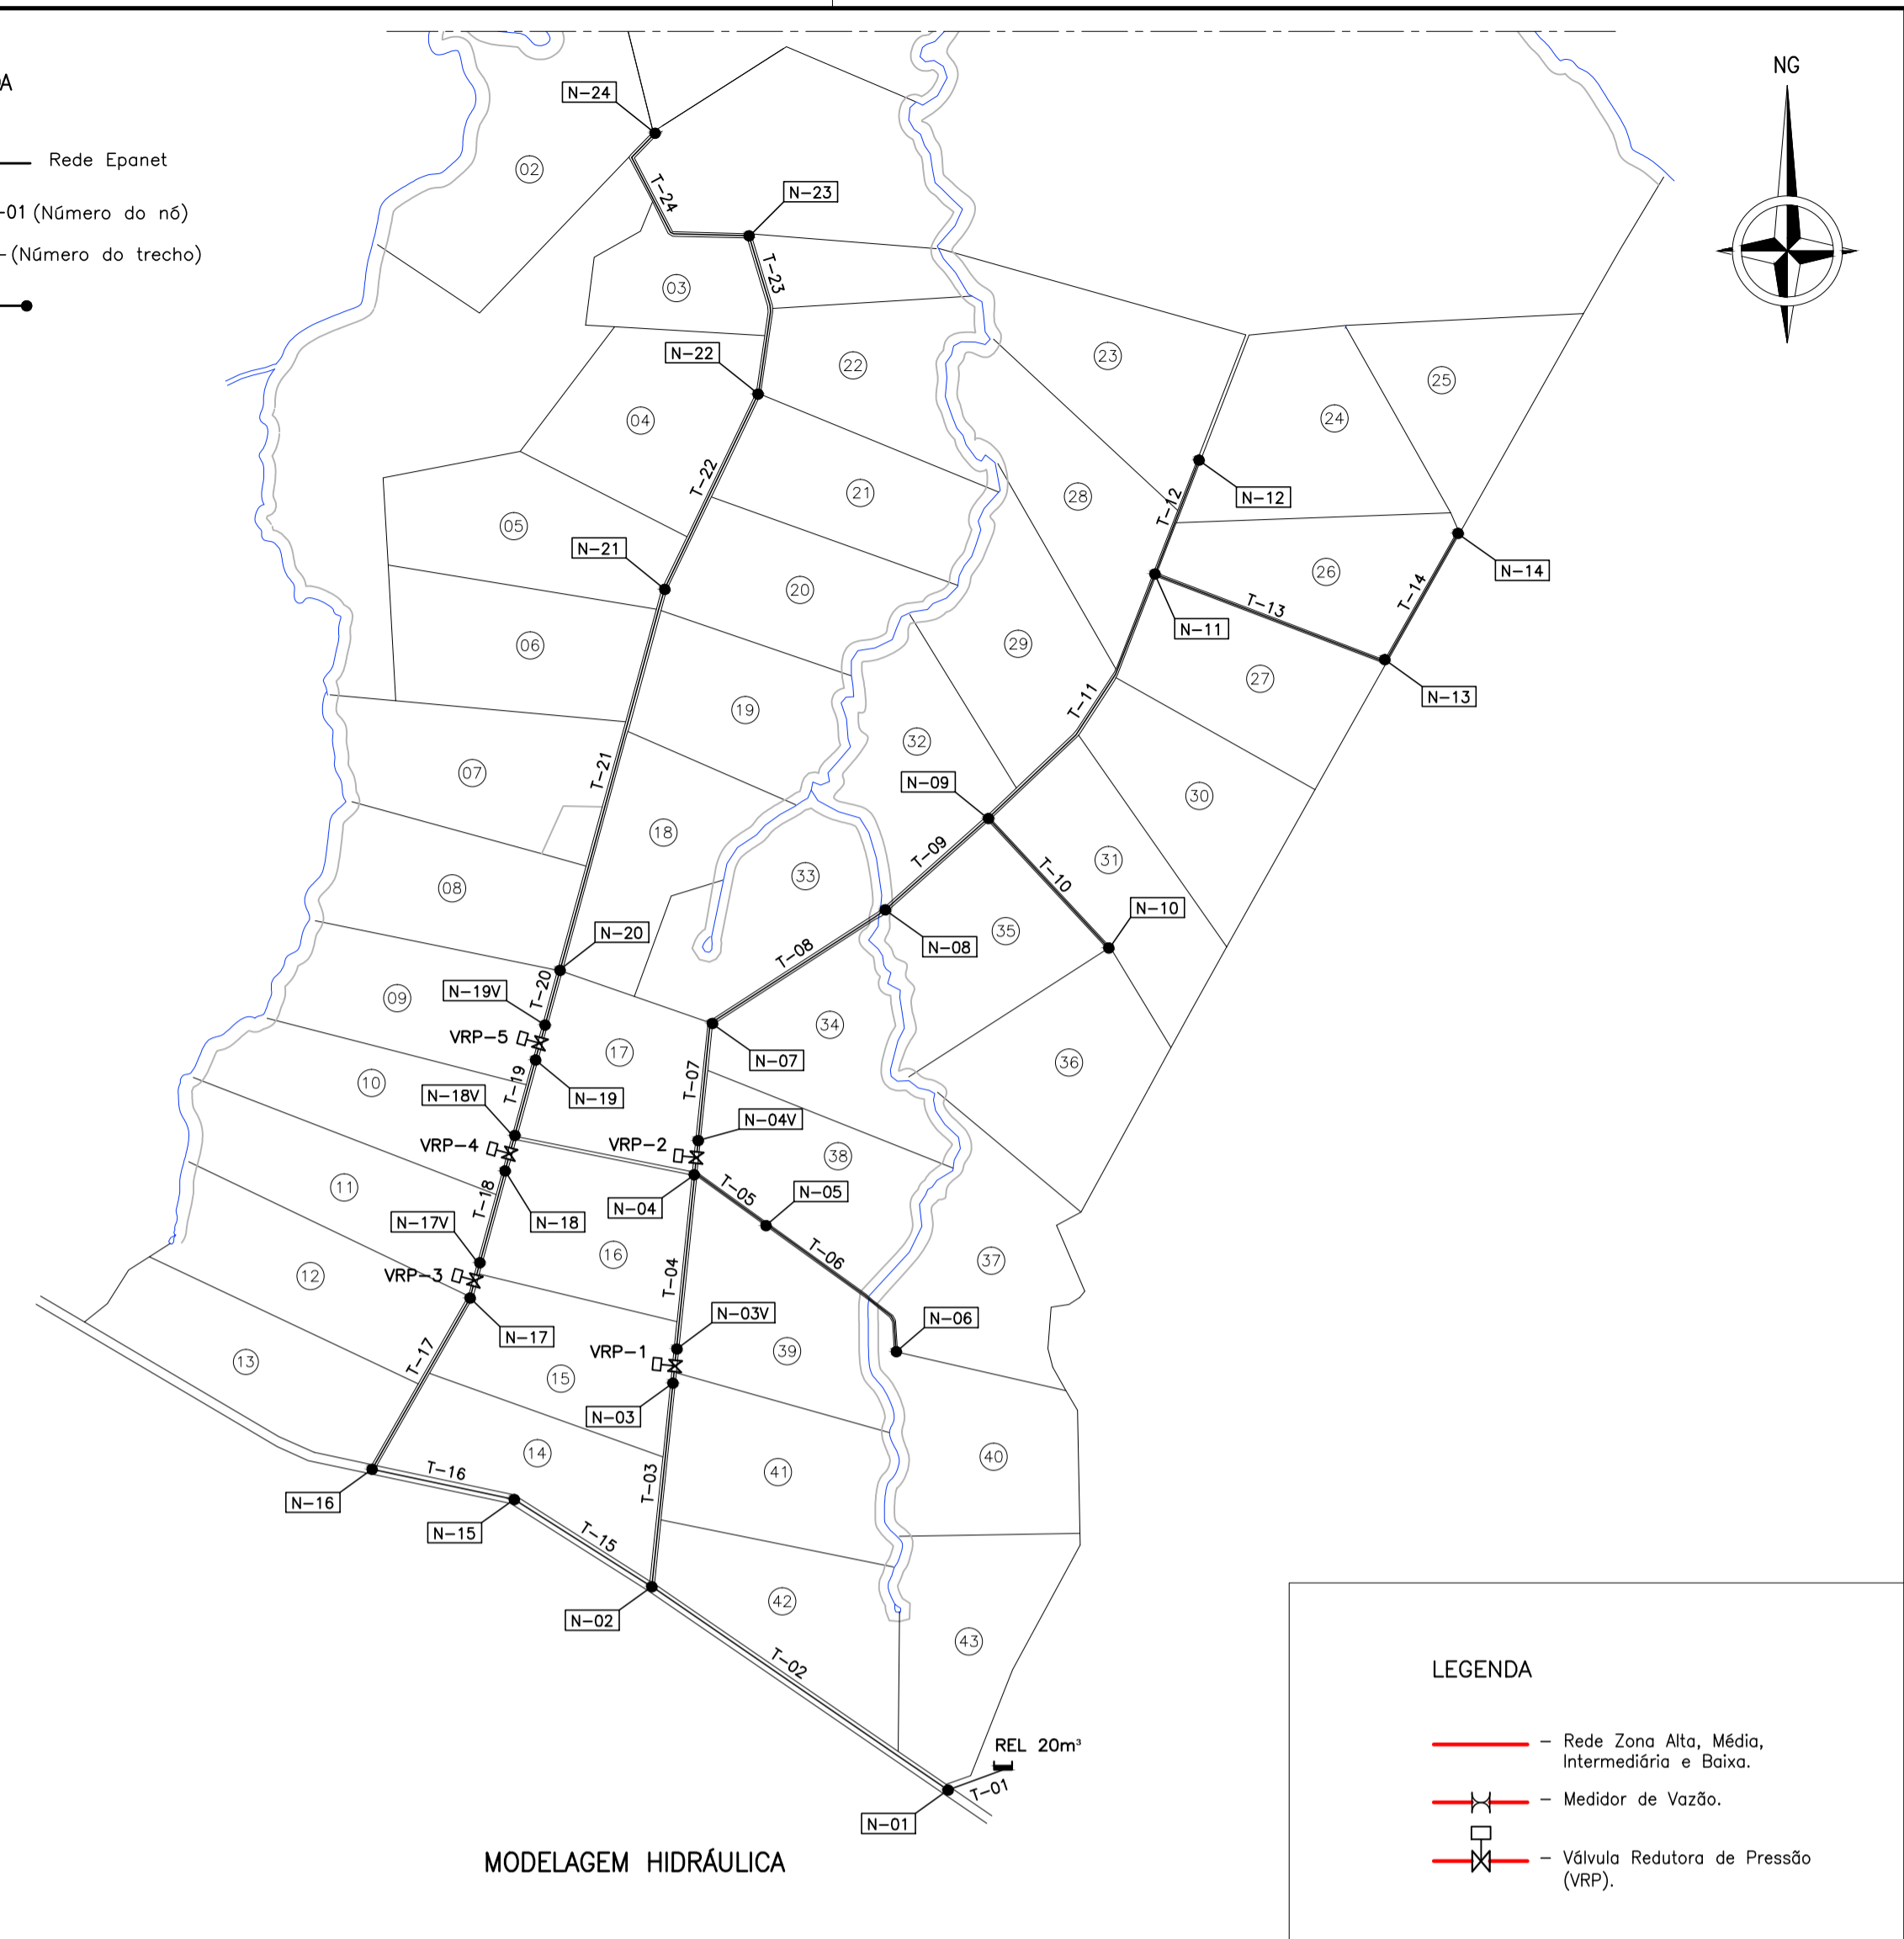 DA
NG
N-24
Rede Epanet
02
T-24
N-23
-01 (Número do nó)
- (Número do trecho)
T-23
03
N-22
22
23
25
04
24
T-22
21
28
T-12
N-12
05
N-21
20
26
N-14
T-13
T-14
06
29
N-11
27
N-13
19
T-11
32
07
T-21
N-09
30
18
T-09
31
33
T-10
08
N-10
N-20
35
N-08
T-08
T-20
N-19V
09
VRP-5
17
34
N-07
36
T-07
10
T-19
N-19
N-18V
N-04V
VRP-4
VRP-2
38
11
T-18
T-05
N-05
N-04
N-18
N-17V
16
T-06
37
12
VRP-3
T-04
N-03V
N-06
N-17
VRP-1
39
13
T-17
15
N-03
14
40
T-16
41
T-03
N-16
N-15
T-15
42
N-02
43
T-02
LEGENDA
REL 20m³
- Rede Zona Alta, Média,
Intermediária e Baixa.
T-01
- Medidor de Vazão.
N-01
MODELAGEM HIDRÁULICA
- Válvula Redutora de Pressão
(VRP).